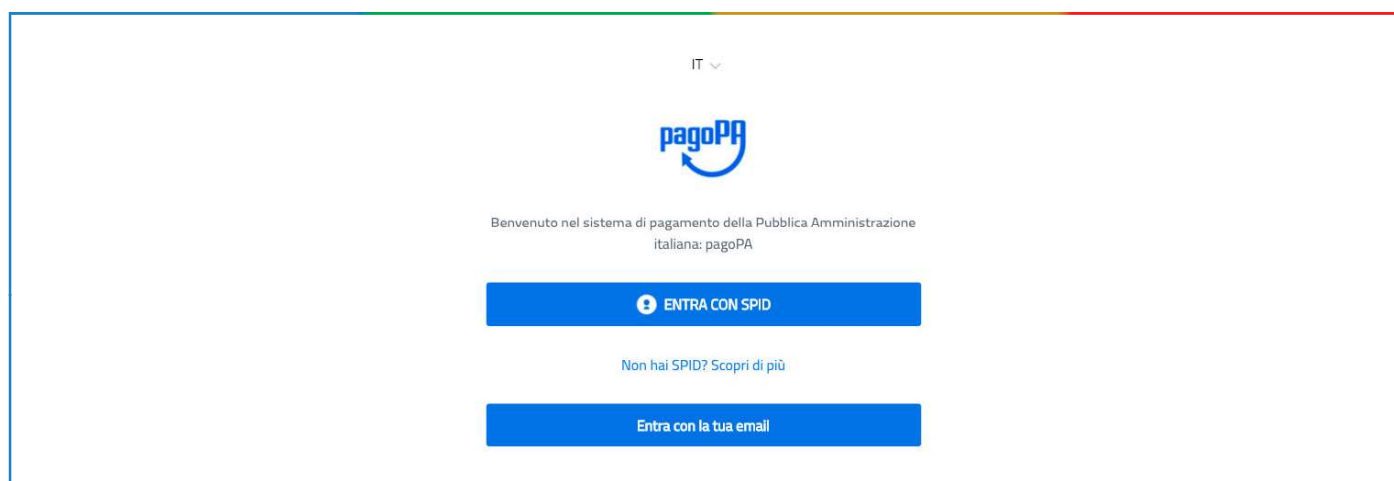 IT
pagoPA
Benvenuto nel sistema di pagamento della Pubblica Amministrazione
italiana: pagoPA
ENTRA CON SPID
Non hai SPID? Scopri di più
Entra con la tua email